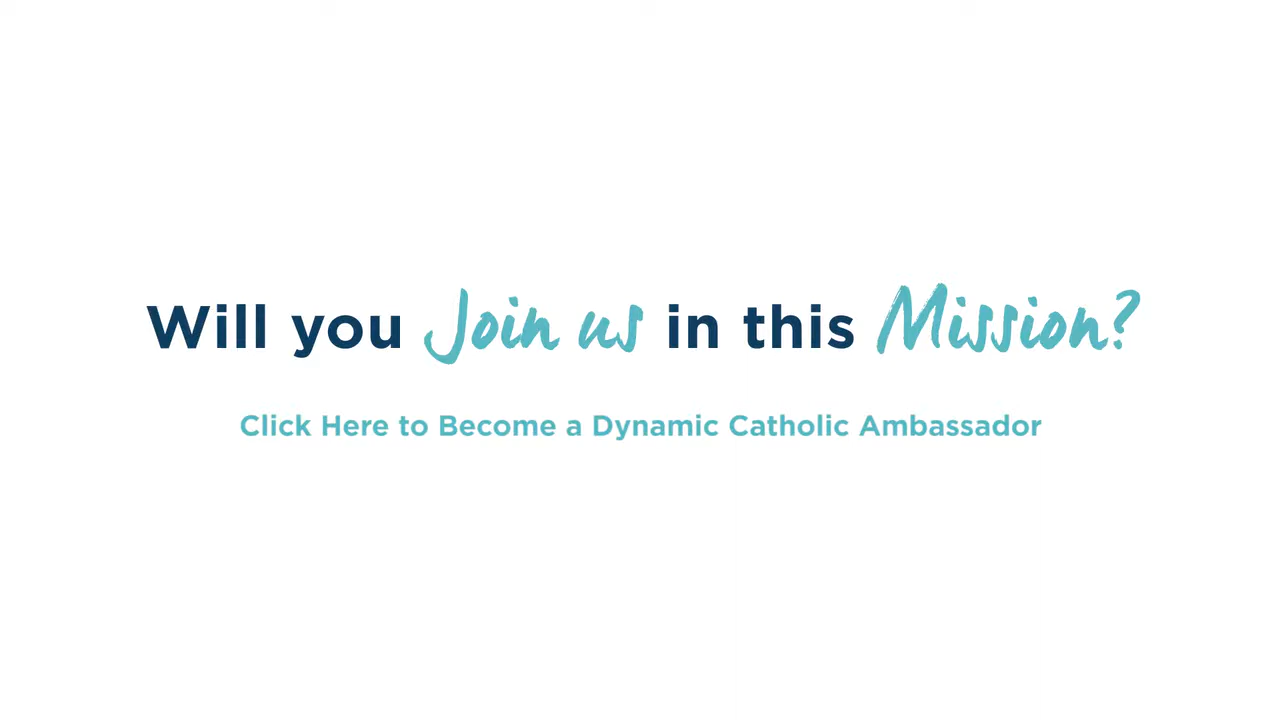 Will you Join us in this Mission?
Click Here to Become a Dynamic Catholic Ambassador